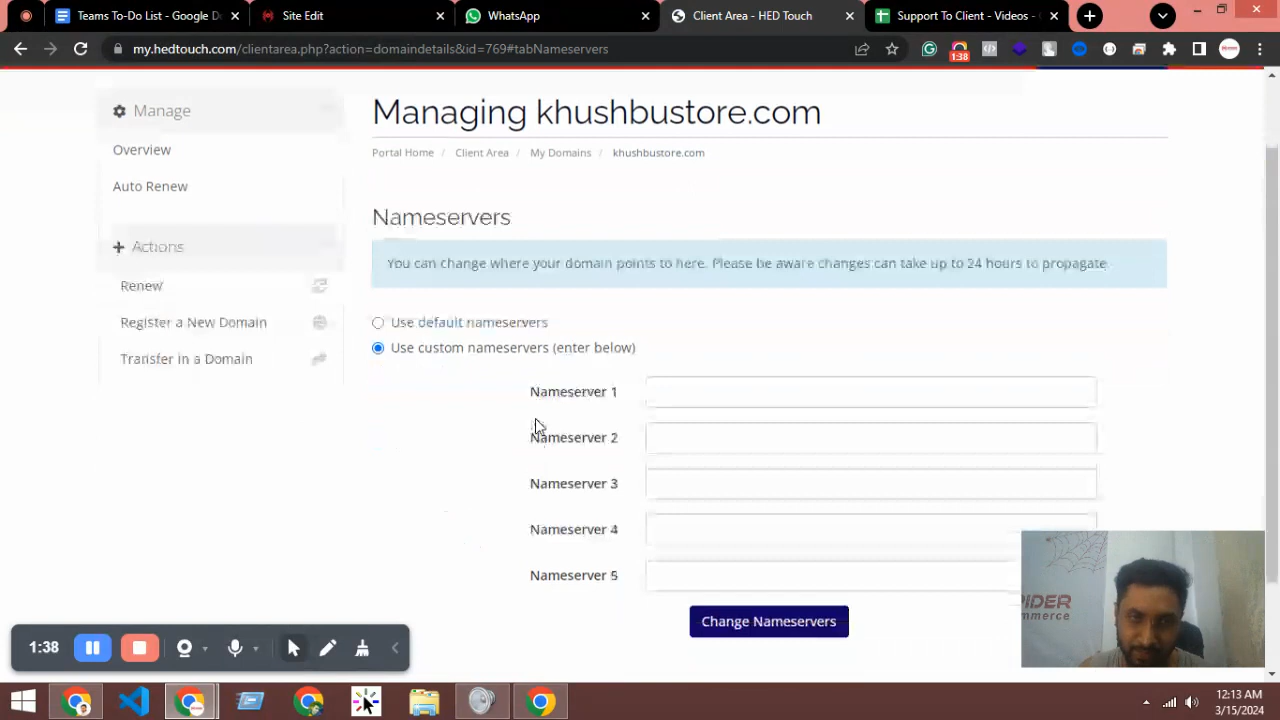 Teams To-Do List - Google D
Site Edit
WhatsApp
Client Area - HED Touch
Support To Client - Videos -
my.hedtouch.com/clientarea.php?action=domaindetails&id=769#tabNameservers
1:38
Manage
Overview
Auto Renew
Actions
Renew
Register a New Domain
Transfer in a Domain
Managing khushbustore.com
Portal Home / Client Area / My Domains / khushbustore.com
Nameservers
You can change where your domain points to here. Please be aware changes can take up to 24 hours to propagate
Use default nameservers
Use custom nameservers (enter below)
Nameserver 1
Nameserver 2
Nameserver 3
Nameserver 4
Nameserver 5
Change Nameservers
PIDER
mmerce
1:38
12:13 AM
3/15/2024